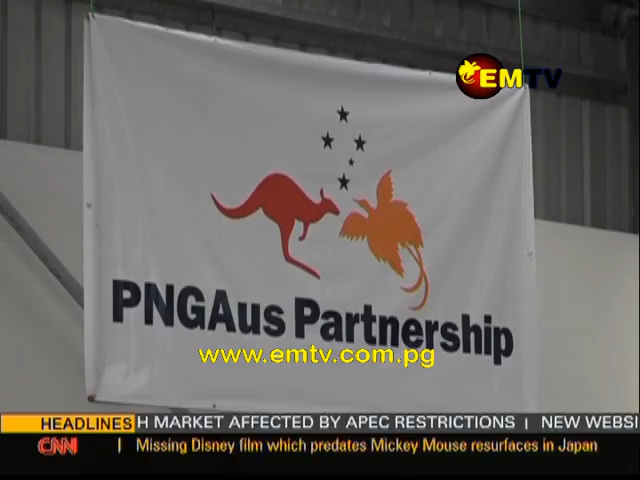 EMTV
PNGAus Partnership
www.emtv.com.pg
HEADLINES H MARKET AFFECTED BY APEC RESTRICTIONS | NEW WEBSI
CNN | Missing Disney film which predates Mickey Mouse resurfaces in Japan